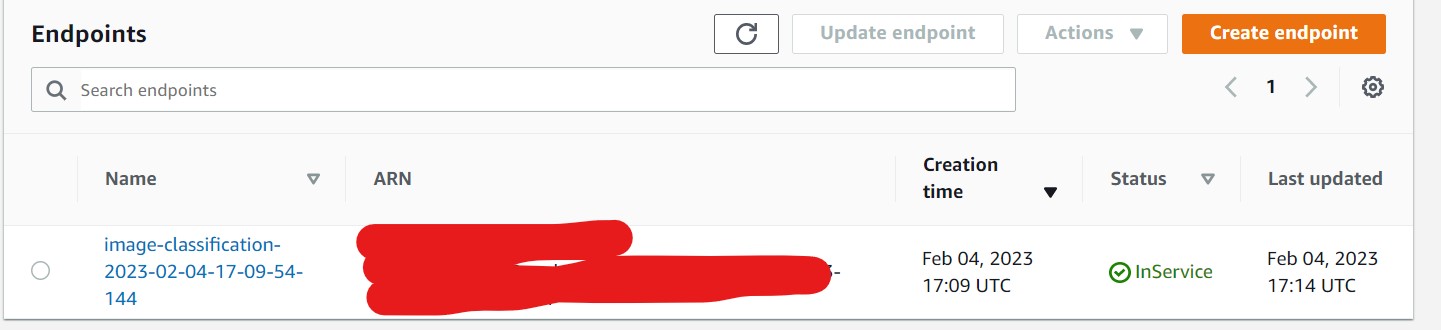 Endpoints
Update endpoint
Actions
Create endpoint
Search endpoints
1
Name
ARN
Creation
time
Status
Last updated
image-classification-
2023-02-04-17-09-54-
144
Feb 04, 2023
17:09 UTC
InService
Feb 04, 2023
17:14 UTC